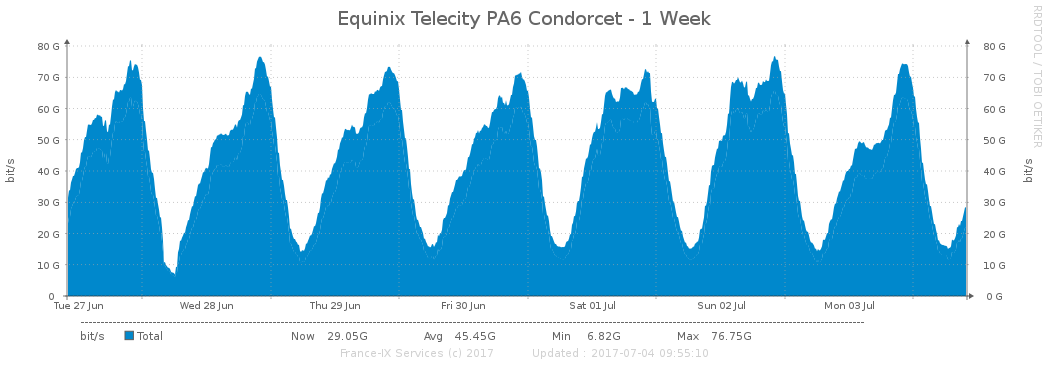 Equinix Telecity PA6 Condorcet - 1 Week
RRDTOOL / TOBI OETIKER
bit/s
80 G
70 G
60 G
50 G
40 G
30 G
20 G
10 G
0
80 G
70 G
60 G
50 G
40 G
30 G
20 G
10 G
0 G
bit/s
Tue 27 Jun Wed 28 Jun Thu 29 Jun Fri 30 Jun Sat 01 Jul Sun 02 Jul Mon 03 Jul
bit/s Total Now 29.05G Avg 45.45G Min 6.82G Max 76.75G
France-IX Services (c) 2017 Updated : 2017-07-04 09:55:10